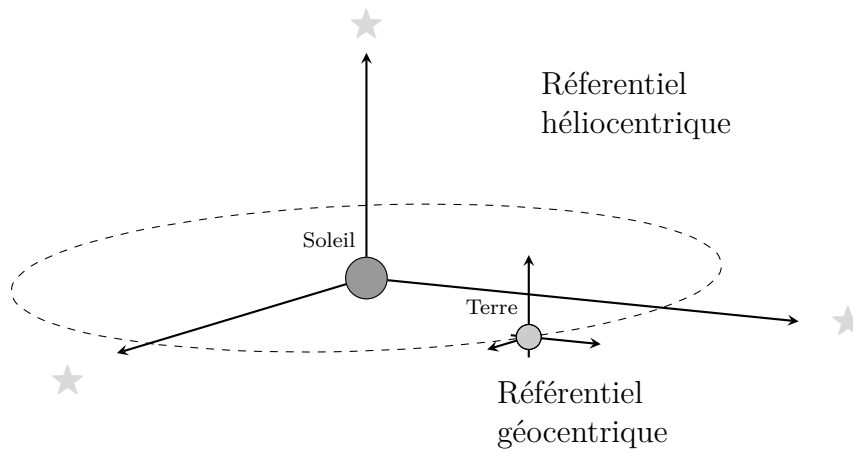 Réferentiel
héliocentrique
Soleil
Terre
Référentiel
géocentrique